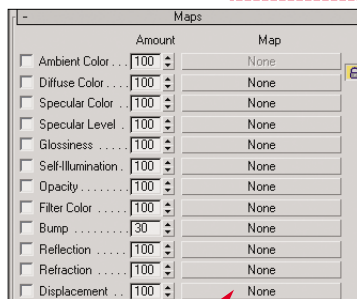 - Maps
Amount Map
Ambient Color . . . 100 None
Diffuse Color . . . . 100 None
Specular Color . . 100 None
Specular Level . 100 None
Glossiness . . . . . 100 None
Self-Illumination . 100 None
Opacity . . . . . . . . 100 None
Filter Color . . . . . 100 None
Bump . . . . . . . . . 30 None
Reflection . . . . . 100 None
Refraction . . . . . 100 None
Displacement . . 100 None